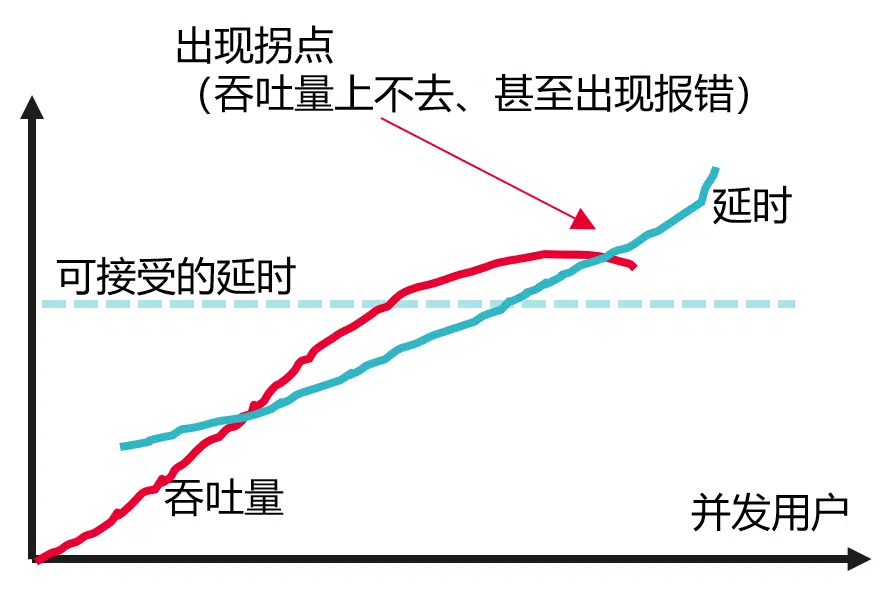 出现拐点
（吞吐量上不去、甚至出现报错）
延时
可接受的延时
吞吐量
并发用户